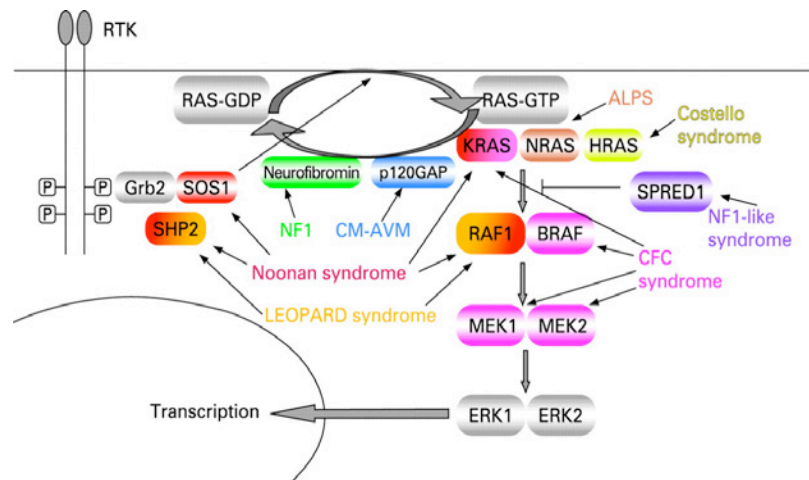 RTK
RAS-GDP
RAS-GTP
ALPS
Costello
syndrome
KRAS
NRAS
HRAS
Neurofibromin
p120GAP
P
P
Grb2
SOS1
SPRED1
P
P
SHP2
NF1
CM-AVM
RAF1
BRAF
NF1-like
syndrome
Noonan syndrome
CFC
syndrome
LEOPARD syndrome
MEK1
MEK2
Transcription
ERK1
ERK2